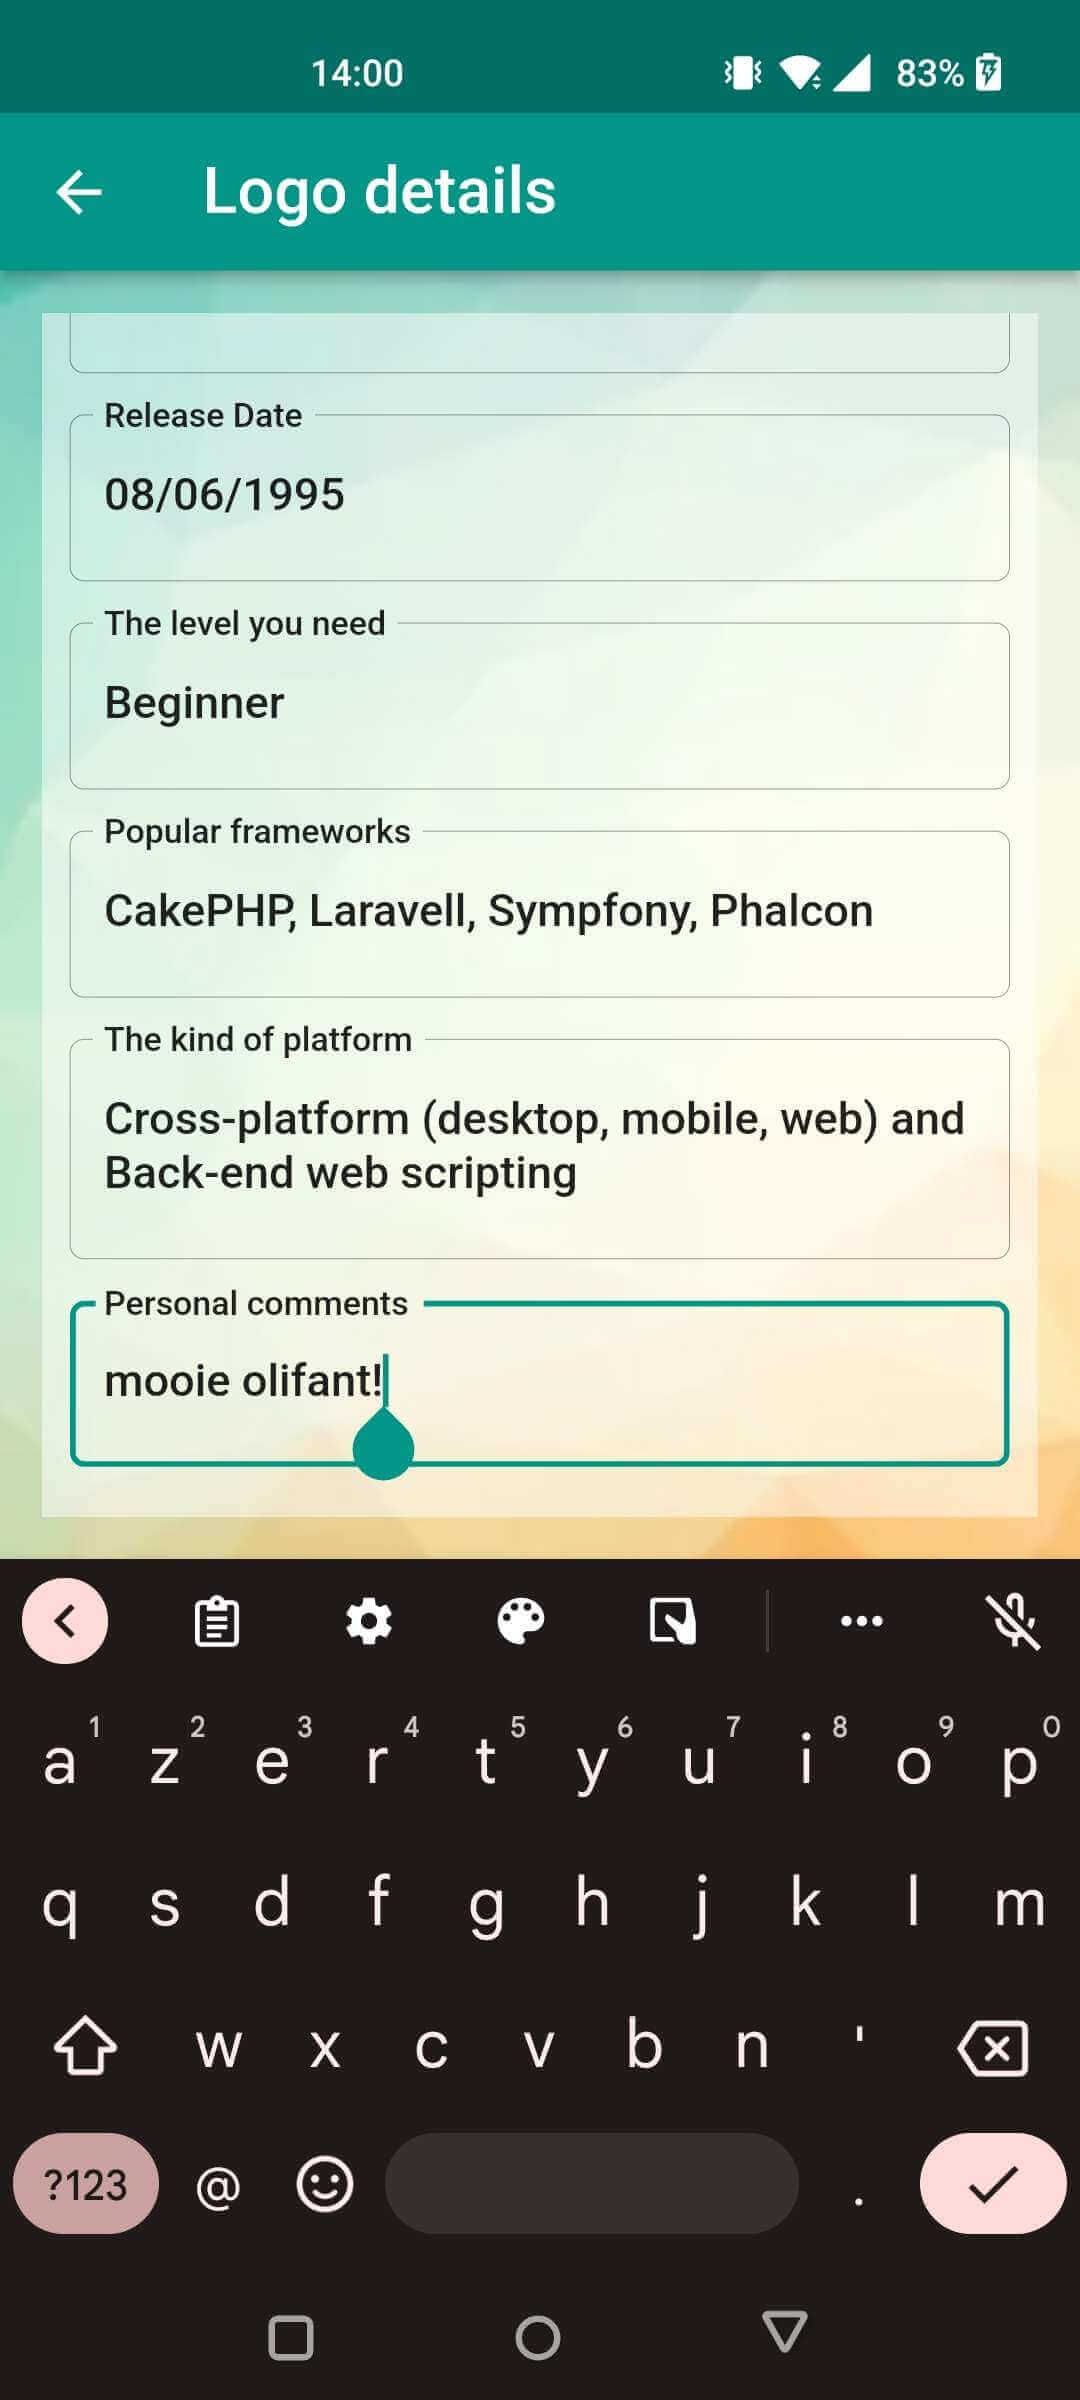 14:00
83%
Logo details
Release Date
08/06/1995
The level you need
Beginner
Popular frameworks
CakePHP, Laravell, Sympfony, Phalcon
The kind of platform
Cross-platform (desktop, mobile, web) and
Back-end web scripting
Personal comments
mooie olifant!
a 1 z 2 e 3 r 4 t 5 y 6 u 7 i 8 o 9 p 0
q s d f g h j k l m
w x c v b n '
?123 @ .